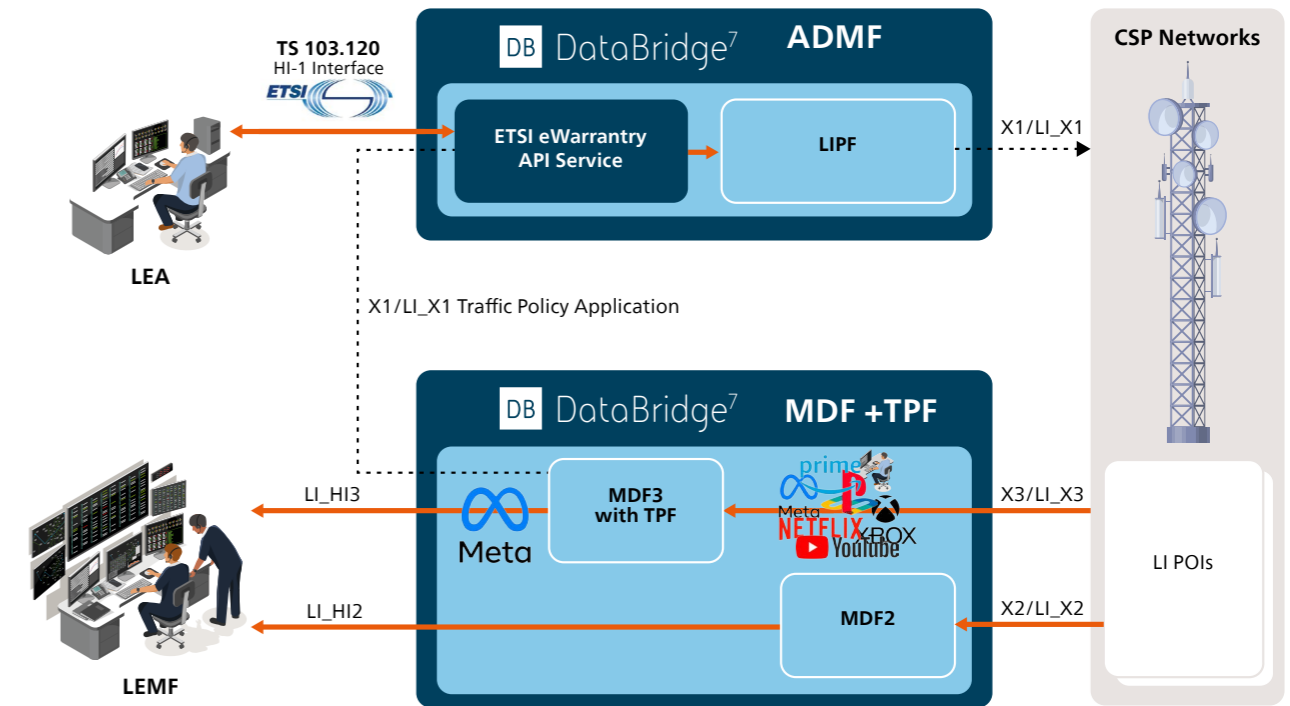 TS 103.120
HI-1 Interface
ETSI
LEA
DB DataBridge7 ADMF
ETSI eWarrantry
API Service
LIPF
X1/LI_X1
CSP Networks
X1/LI_X1 Traffic Policy Application
DB DataBridge7 MDF +TPF
LI_HI3
Meta
MDF3
with TPF
prime
Meta
NETFLIX
XBOX
YouTube
X3/LI_X3
LI POIs
LI_HI2
MDF2
X2/LI_X2
LEMF